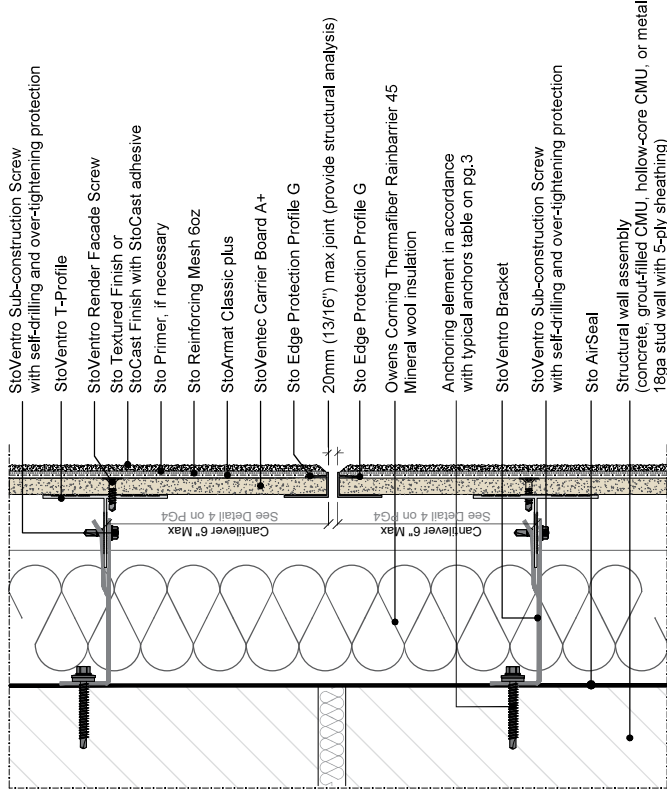 StoVentro Sub-construction Screw
with self-drilling and over-tightening protection
StoVentro T-Profile
StoVentro Render Facade Screw
Sto Textured Finish or
StoCast Finish with StoCast adhesive
Sto Primer, if necessary
Sto Reinforcing Mesh 6oz
StoArmat Classic plus
StoVentec Carrier Board A+
Sto Edge Protection Profile G
20mm (13/16") max joint (provide structural analysis)
Sto Edge Protection Profile G
Owens Corning Thermafiber Rainbarrier 45
Mineral wool insulation
Anchoring element in accordance
with typical anchors table on pg.3
StoVentro Bracket
StoVentro Sub-construction Screw
with self-drilling and over-tightening protection
Sto AirSeal
Structural wall assembly
(concrete, grout-filled CMU, hollow-core CMU, or metal
18ga stud wall with 5-ply sheathing)
Cantilever 6" Max
See Detail 4 on PG4
Cantilever 6" Max
See Detail 4 on PG4